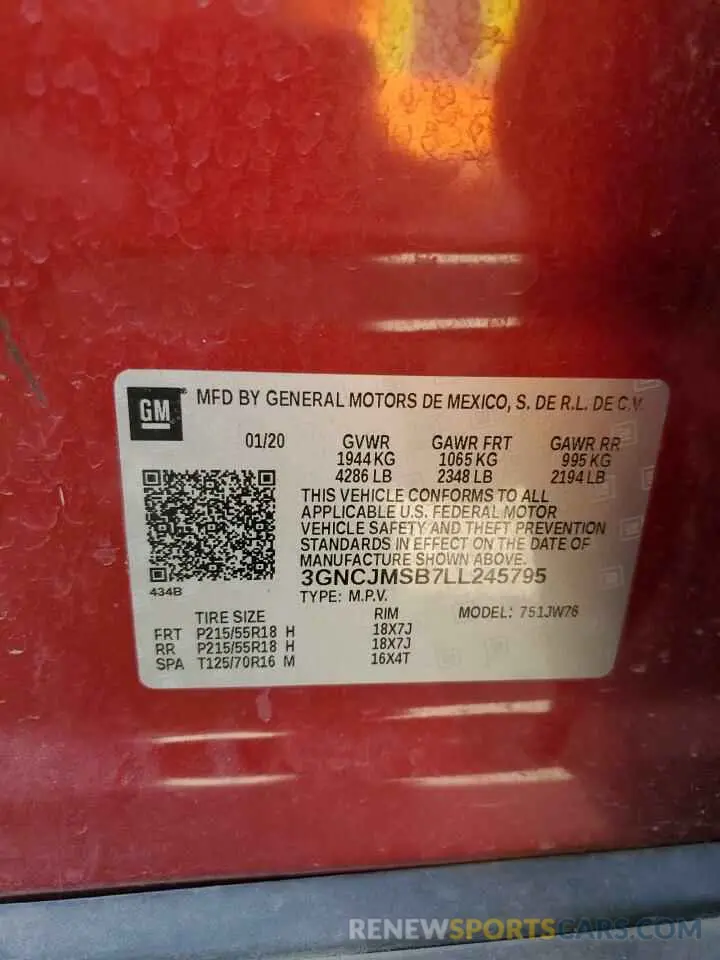 GM
MFD BY GENERAL MOTORS DE MEXICO, S. DE R.L. DE C.V.
01/20 GVWR GAWR FRT GAWR RR
1944 KG 1065 KG 995 KG
4286 LB 2348 LB 2194 LB
THIS VEHICLE CONFORMS TO ALL
APPLICABLE U.S. FEDERAL MOTOR
VEHICLE SAFETY AND THEFT PREVENTION
STANDARDS IN EFFECT ON THE DATE OF
MANUFACTURE SHOWN ABOVE.
3GNCJMSB7LL245795
434B
TYPE: M.P.V.
TIRE SIZE RIM MODEL: 751JW76
FRT P215/55R18 H 18X7J
RR P215/55R18 H 18X7J
SPA T125/70R16 M 16X4T
RENEWSPORTSCARS.COM